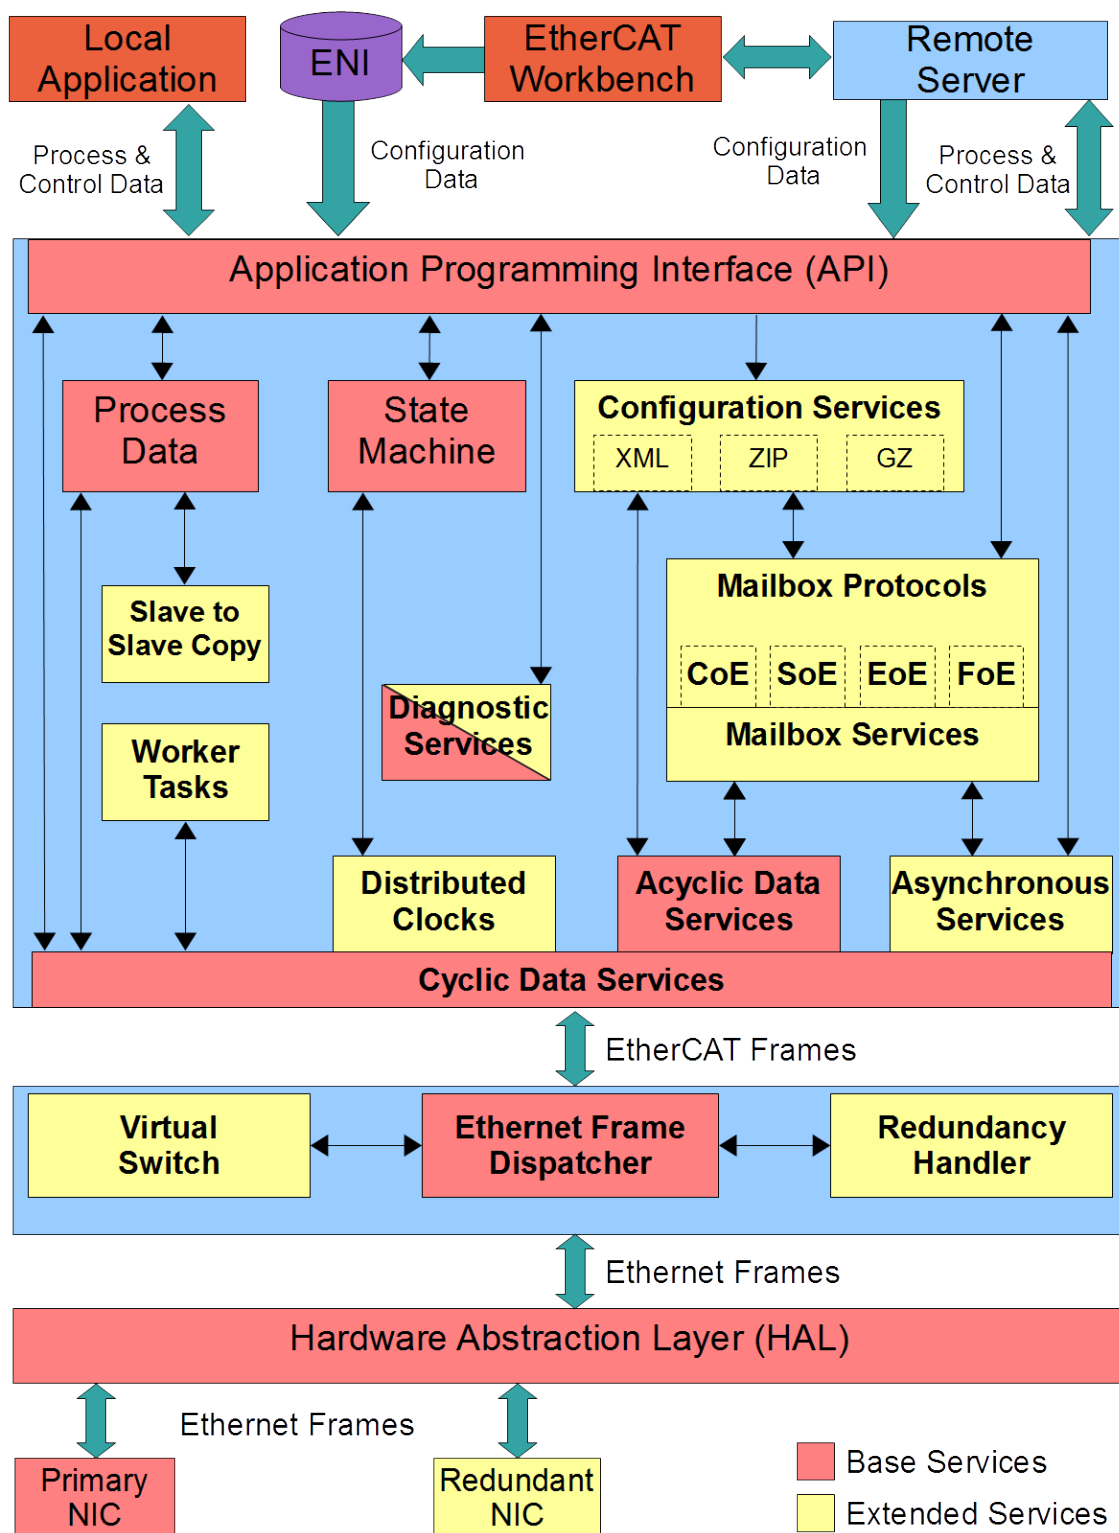 Local
Application
ENI
EtherCAT
Workbench
Remote
Server
Process &
Control Data
Configuration
Data
Configuration
Data
Process &
Control Data
Application Programming Interface (API)
Process
Data
State
Machine
Configuration Services
XML
ZIP
GZ
Slave to
Slave Copy
Mailbox Protocols
CoE
SoE
EoE
FoE
Mailbox Services
Diagnostic
Services
Worker
Tasks
Distributed
Clocks
Acyclic Data
Services
Asynchronous
Services
Cyclic Data Services
EtherCAT Frames
Virtual
Switch
Ethernet Frame
Dispatcher
Redundancy
Handler
Ethernet Frames
Hardware Abstraction Layer (HAL)
Ethernet Frames
Primary
NIC
Redundant
NIC
Base Services
Extended Services